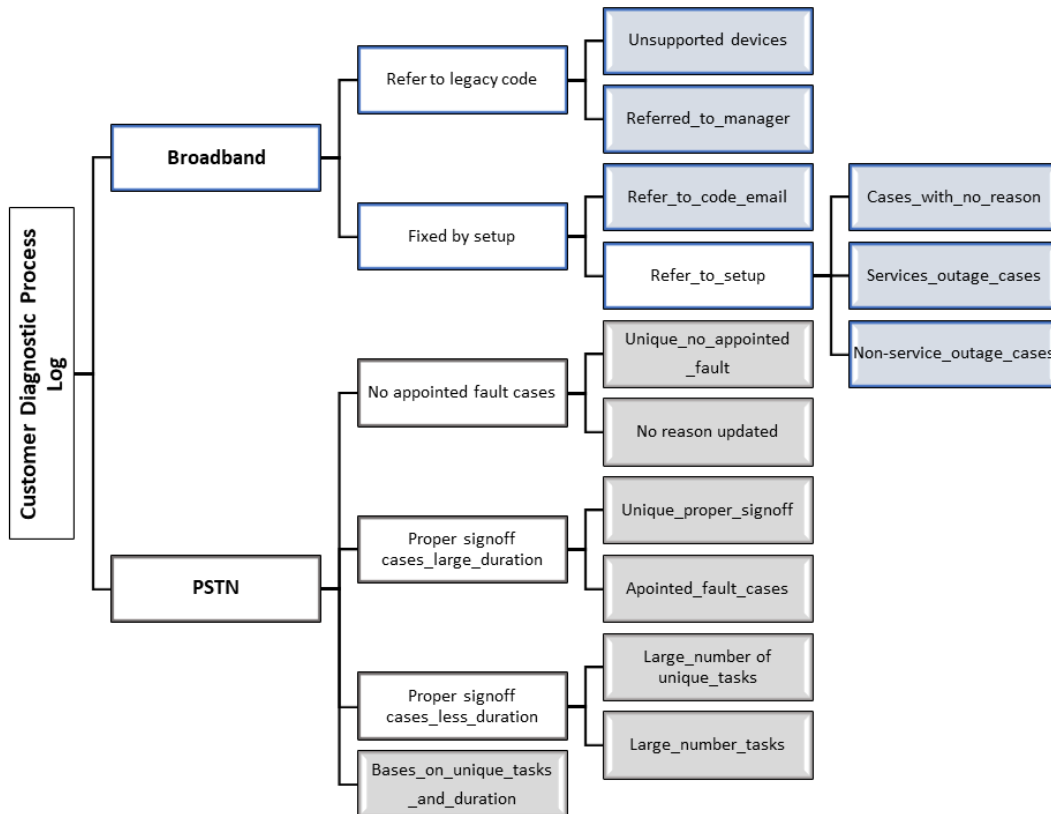 Customer Diagnostic Process
Log
Broadband
Refer to legacy code
Unsupported devices
Referred_to_manager
Fixed by setup
Refer_to_code_email
Refer_to_setup
Cases_with_no_reason
Services_outage_cases
Non-service_outage_cases
PSTN
No appointed fault cases
Unique_no_appointed
_fault
No reason updated
Proper signoff
cases_large_duration
Unique_proper_signoff
Apointed_fault_cases
Proper signoff
cases_less_duration
Large_number of
unique_tasks
Large_number_tasks
Bases_on_unique_tasks
_and_duration